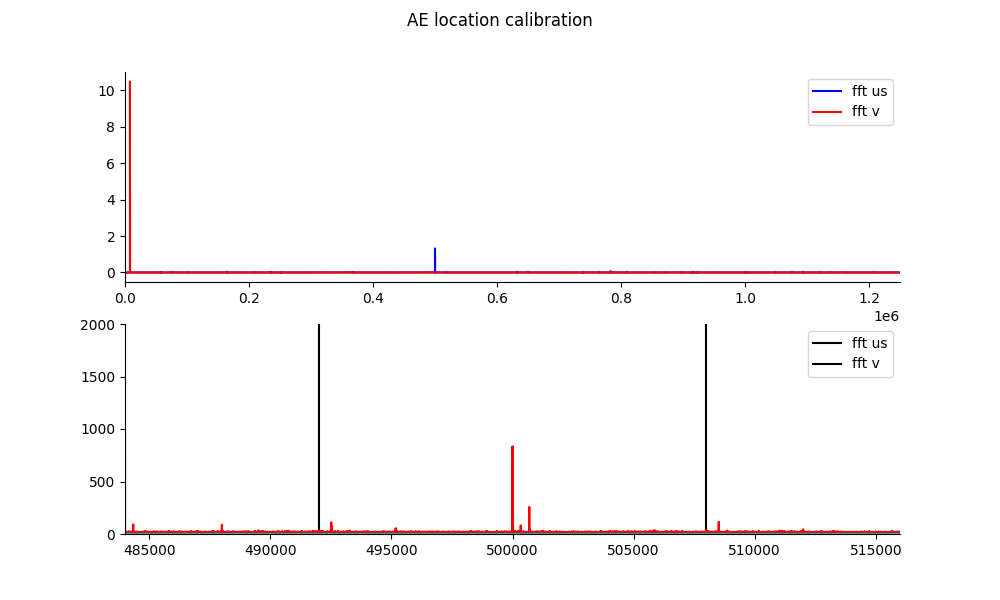 AE location calibration
10
8
6
4
2
0
fft us
fft v
0.0 0.2 0.4 0.6 0.8 1.0 1.2
1e6
2000
1500
1000
500
0
fft us
fft v
485000 490000 495000 500000 505000 510000 515000